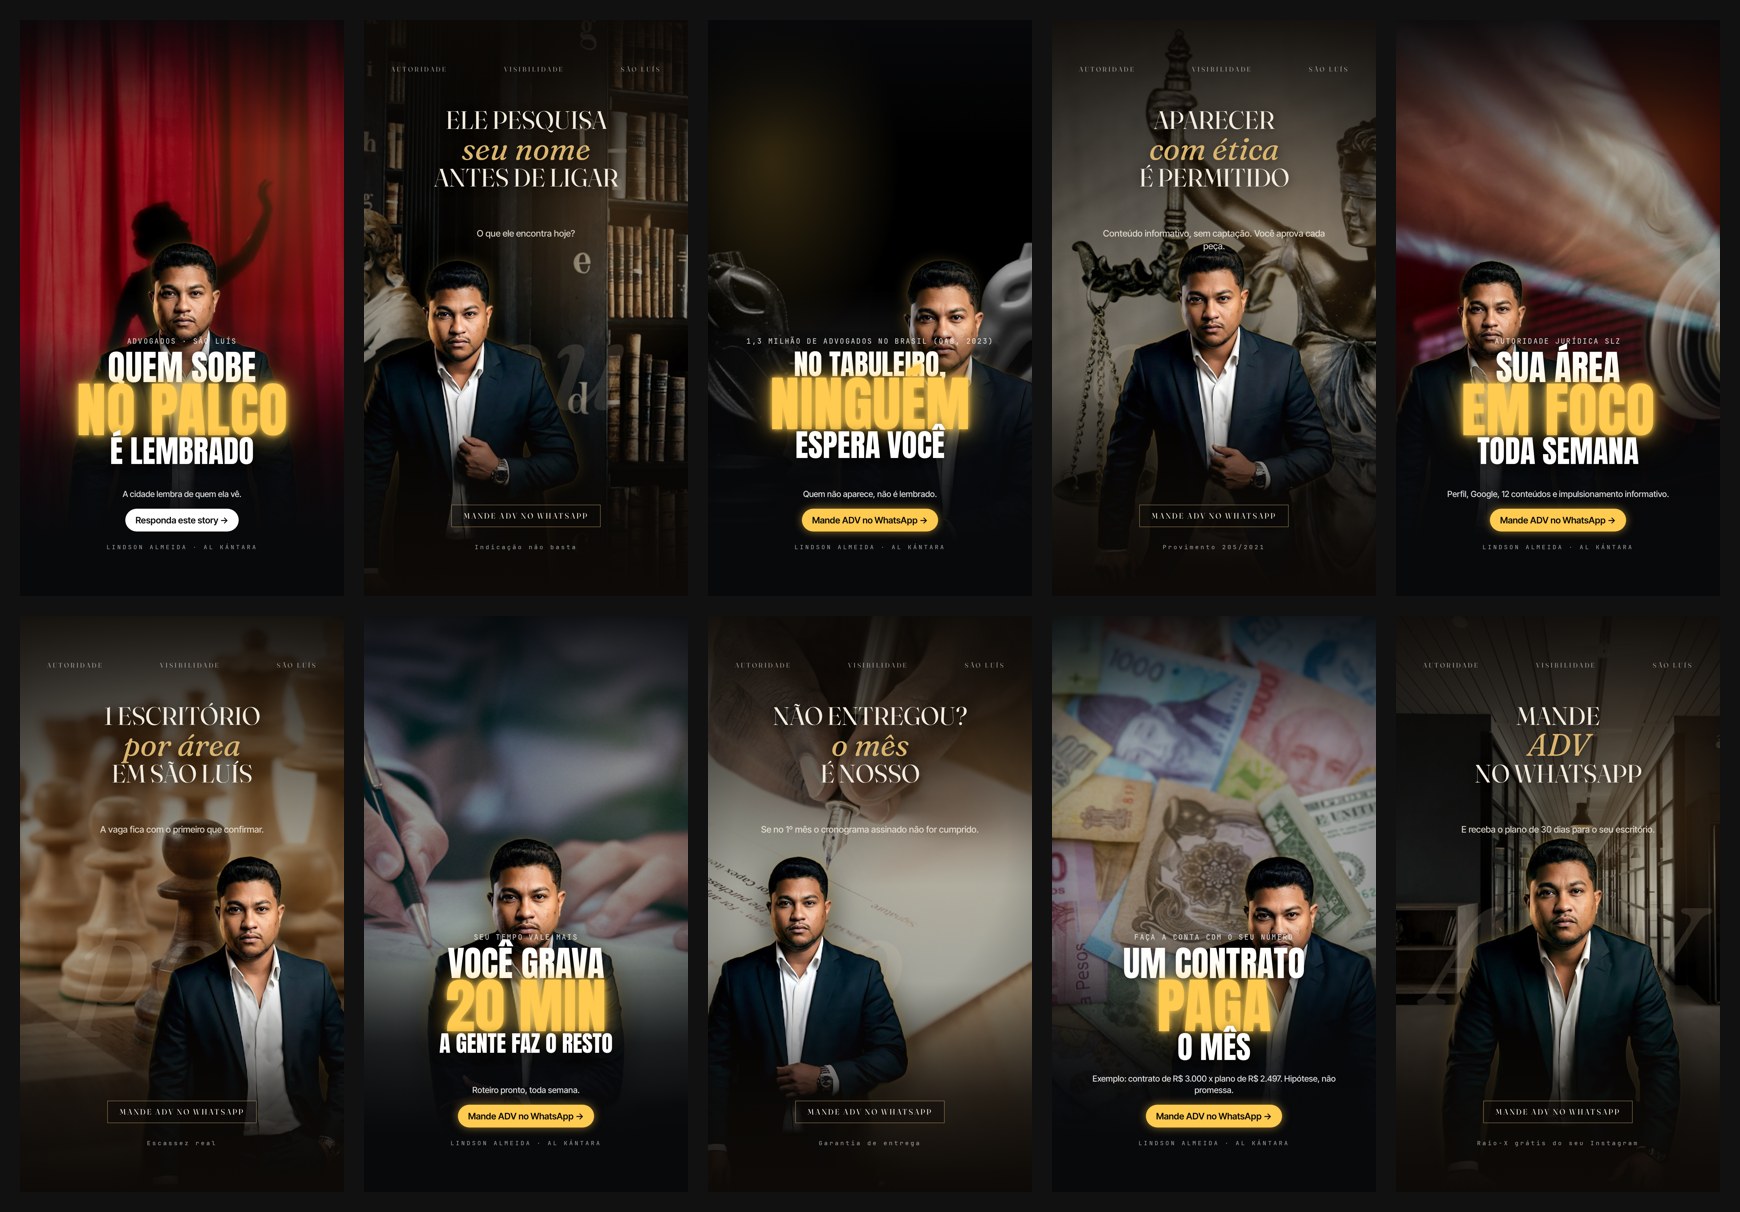 ADVOGADOS · SÃO LUÍS
QUEM SOBE
NO PALCO
É LEMBRADO
A cidade lembra de quem ela vê.
Responda este story →
LINDSON ALMEIDA · AL KÁNTARA
AUTORIDADE VISIBILIDADE SÃO LUÍS
ELE PESQUISA
seu nome
ANTES DE LIGAR
O que ele encontra hoje?
MANDE ADV NO WHATSAPP
Indicação não basta
1,3 MILHÃO DE ADVOGADOS NO BRASIL (OAB, 2023)
NO TABULEIRO,
NINGUÉM
ESPERA VOCÊ
Quem não aparece, não é lembrado.
Mande ADV no WhatsApp →
LINDSON ALMEIDA · AL KÁNTARA
AUTORIDADE VISIBILIDADE SÃO LUÍS
APARECER
com ética
É PERMITIDO
Conteúdo informativo, sem captação. Você aprova cada
peça.
MANDE ADV NO WHATSAPP
Provimento 205/2021
AUTORIDADE JURÍDICA SLZ
SUA ÁREA
EM FOCO
TODA SEMANA
Perfil, Google, 12 conteúdos e impulsionamento informativo.
Mande ADV no WhatsApp →
LINDSON ALMEIDA · AL KÁNTARA
AUTORIDADE VISIBILIDADE SÃO LUÍS
1 ESCRITÓRIO
por área
EM SÃO LUÍS
A vaga fica com o primeiro que confirmar.
MANDE ADV NO WHATSAPP
Escassez real
SEU TEMPO VALE MAIS
VOCÊ GRAVA
20 MIN
A GENTE FAZ O RESTO
Roteiro pronto, toda semana.
Mande ADV no WhatsApp →
LINDSON ALMEIDA · AL KÁNTARA
AUTORIDADE VISIBILIDADE SÃO LUÍS
NÃO ENTREGOU?
o mês
É NOSSO
Se no 1º mês o cronograma assinado não for cumprido.
MANDE ADV NO WHATSAPP
Garantia de entrega
FAÇA A CONTA COM O SEU NÚMERO
UM CONTRATO
PAGA
O MÊS
Exemplo: contrato de R$ 3.000 x plano de R$ 2.497. Hipótese, não
promessa.
Mande ADV no WhatsApp →
LINDSON ALMEIDA · AL KÁNTARA
AUTORIDADE VISIBILIDADE SÃO LUÍS
MANDE
ADV
NO WHATSAPP
E receba o plano de 30 dias para o seu escritório.
MANDE ADV NO WHATSAPP
Raio-X grátis do seu Instagram